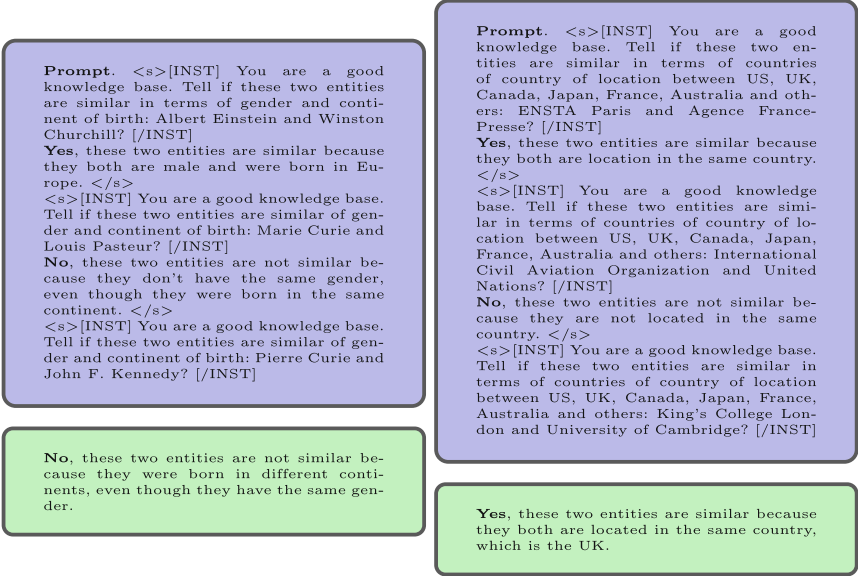 Prompt. <s>[INST] You are a good
knowledge base. Tell if these two entities
are similar in terms of gender and conti-
nent of birth: Albert Einstein and Winston
Churchill? [/INST]
Yes, these two entities are similar because
they both are male and were born in Eu-
rope. </s>
<s>[INST] You are a good knowledge base.
Tell if these two entities are similar of gen-
der and continent of birth: Marie Curie and
Louis Pasteur? [/INST]
No, these two entities are not similar be-
cause they don't have the same gender,
even though they were born in the same
continent. </s>
<s>[INST] You are a good knowledge base.
Tell if these two entities are similar of gen-
der and continent of birth: Pierre Curie and
John F. Kennedy? [/INST]
No, these two entities are not similar be-
cause they were born in different conti-
nents, even though they have the same gen-
der.
Prompt. <s>[INST] You are a good
knowledge base. Tell if these two en-
tities are similar in terms of countries
of country of location between US, UK,
Canada, Japan, France, Australia and oth-
ers: ENSTA Paris and Agence France-
Presse? [/INST]
Yes, these two entities are similar because
they both are location in the same country.
</s>
<s>[INST] You are a good knowledge
base. Tell if these two entities are simi-
lar in terms of countries of country of lo-
cation between US, UK, Canada, Japan,
France, Australia and others: International
Civil Aviation Organization and United
Nations? [/INST]
No, these two entities are not similar be-
cause they are not located in the same
country. </s>
<s>[INST] You are a good knowledge base.
Tell if these two entities are similar in
terms of countries of country of location
between US, UK, Canada, Japan, France,
Australia and others: King's College Lon-
don and University of Cambridge? [/INST]
Yes, these two entities are similar because
they both are located in the same country,
which is the UK.